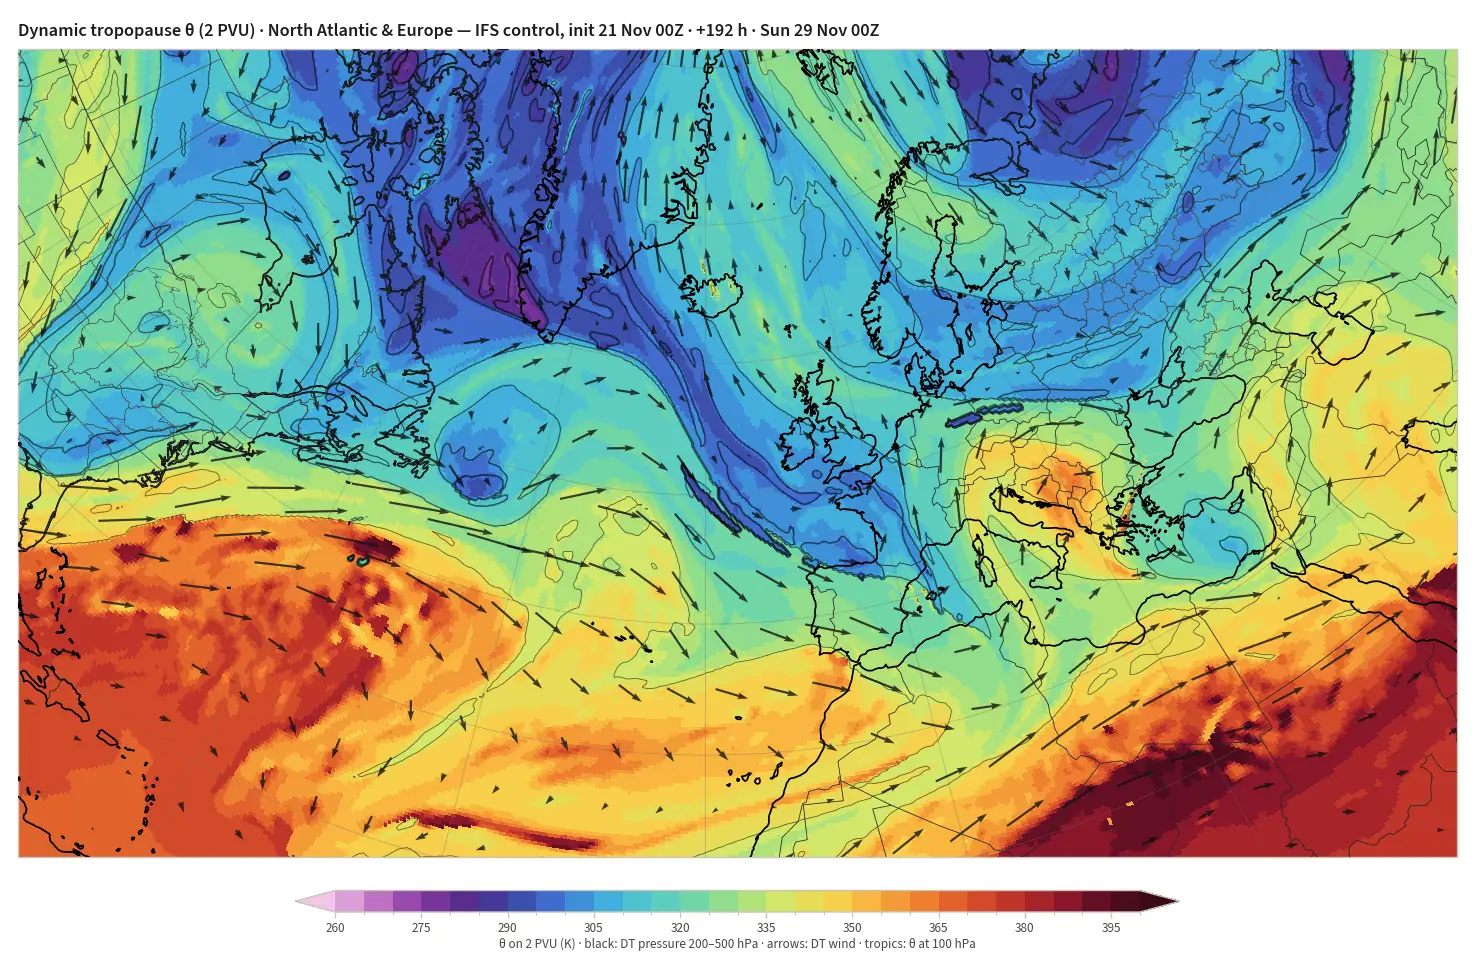 Dynamic tropopause θ (2 PVU) · North Atlantic & Europe — IFS control, init 21 Nov 00Z · +192 h · Sun 29 Nov 00Z
260 275 290 305 320 335 350 365 380 395
θ on 2 PVU (K) · black: DT pressure 200–500 hPa · arrows: DT wind · tropics: θ at 100 hPa